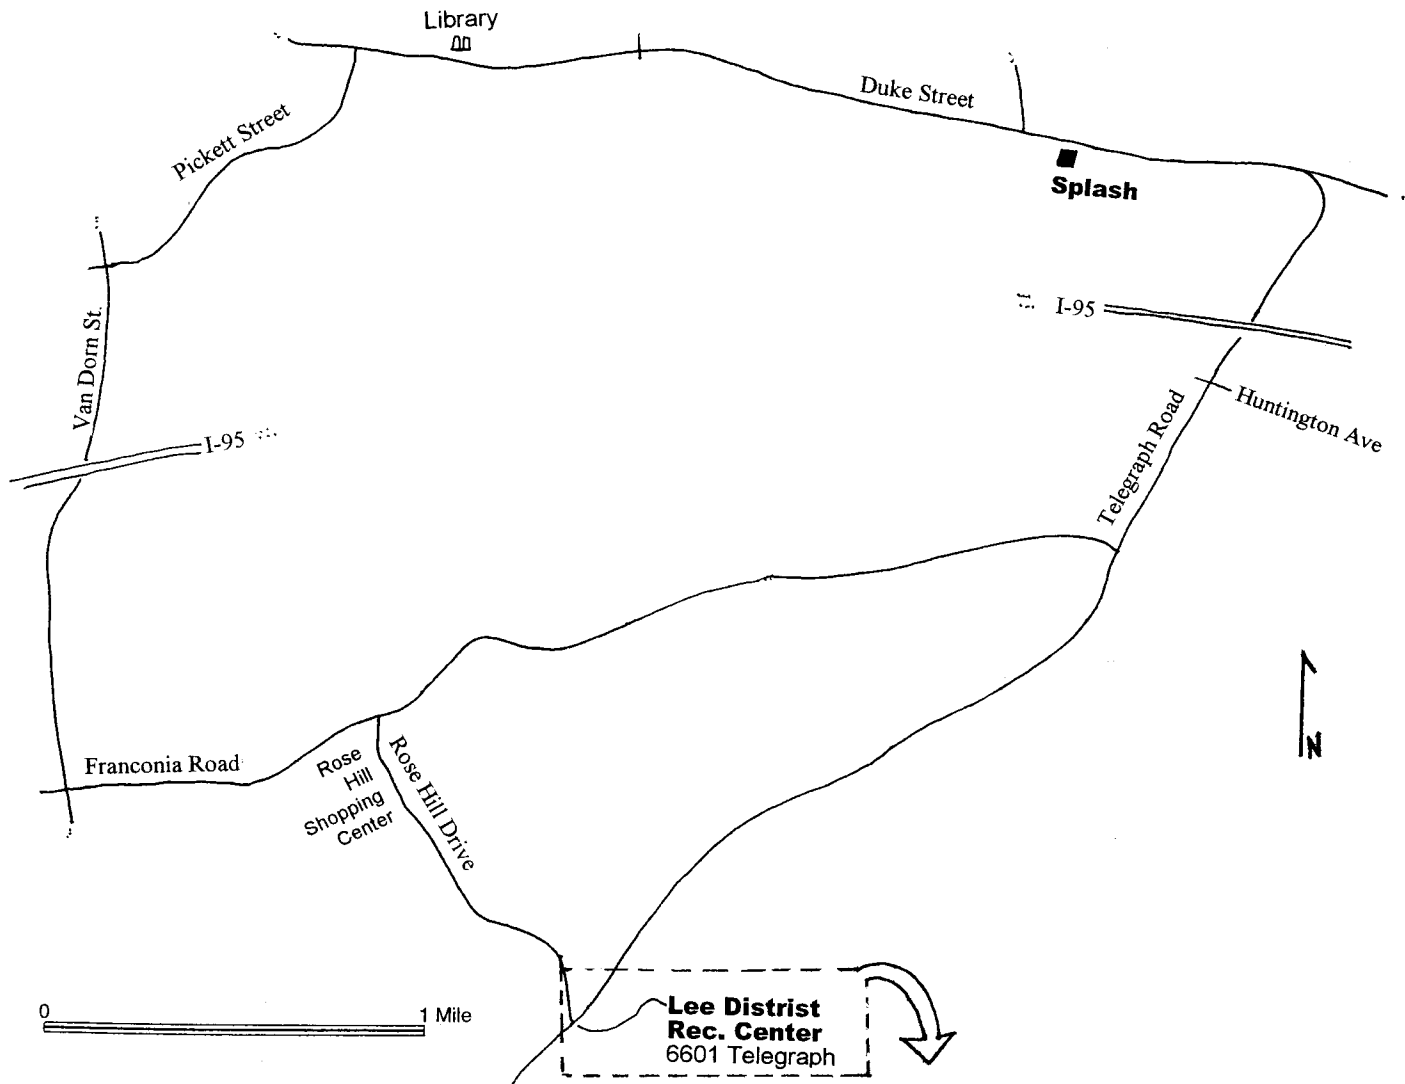 Library
Duke Street
Pickett Street
Splash
I-95
Van Dorn St.
Huntington Ave
I-95
Telegraph Road
N
Franconia Road
Rose
Hill
Shopping
Center
Rose Hill Drive
0
1 Mile
Lee Distrist
Rec. Center
6601 Telegraph